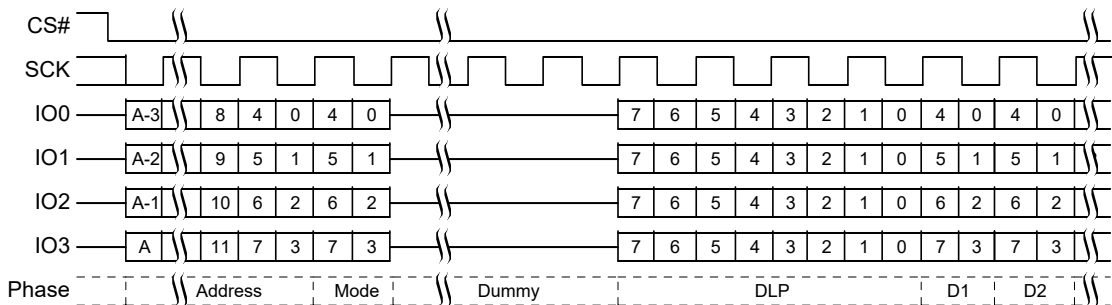 CS#
SCK
IO0 A-3 8 4 0 4 0 7 6 5 4 3 2 1 0 4 0 4 0
IO1 A-2 9 5 1 5 1 7 6 5 4 3 2 1 0 5 1 5 1
IO2 A-1 10 6 2 6 2 7 6 5 4 3 2 1 0 6 2 6 2
IO3 A 11 7 3 7 3 7 6 5 4 3 2 1 0 7 3 7 3
Phase Address Mode Dummy DLP D1 D2